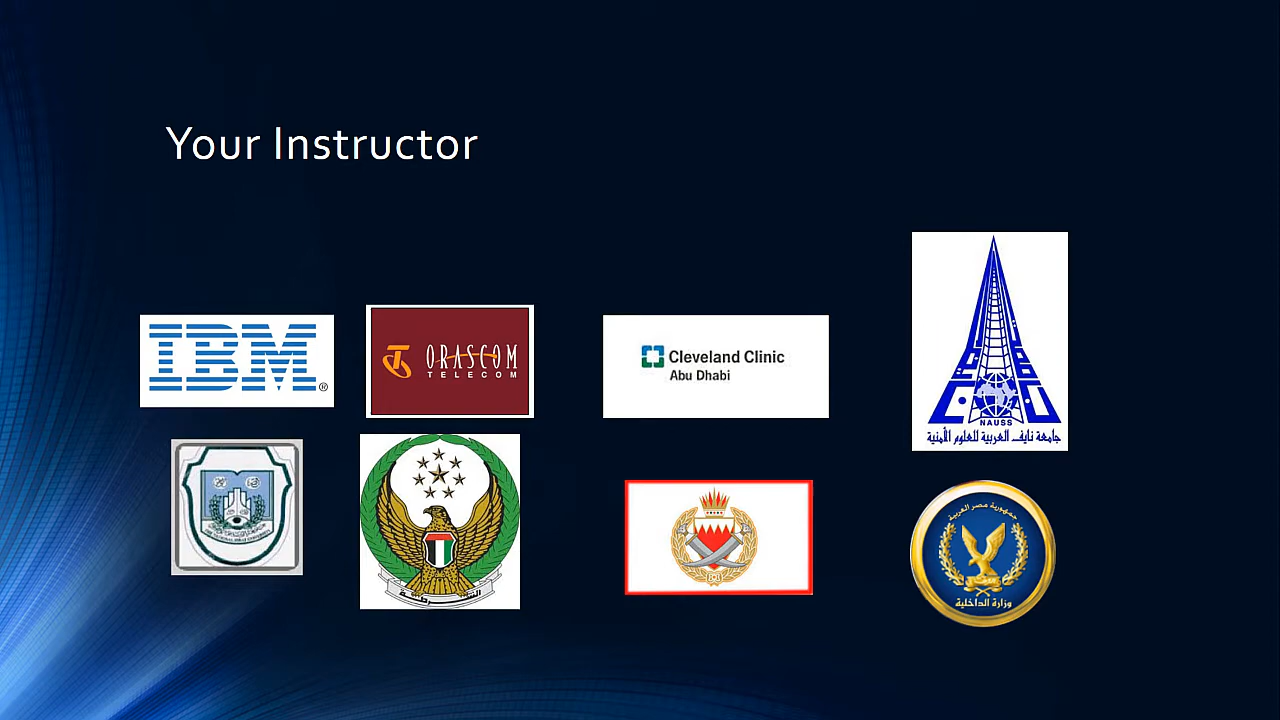 Your Instructor
IBM®
ORASCOM
TELECOM
Cleveland Clinic
Abu Dhabi
NAUSS
جامعة نايف العربية للعلوم الأمنية
الشرطة
جمهورية مصر العربية
وزارة الداخلية